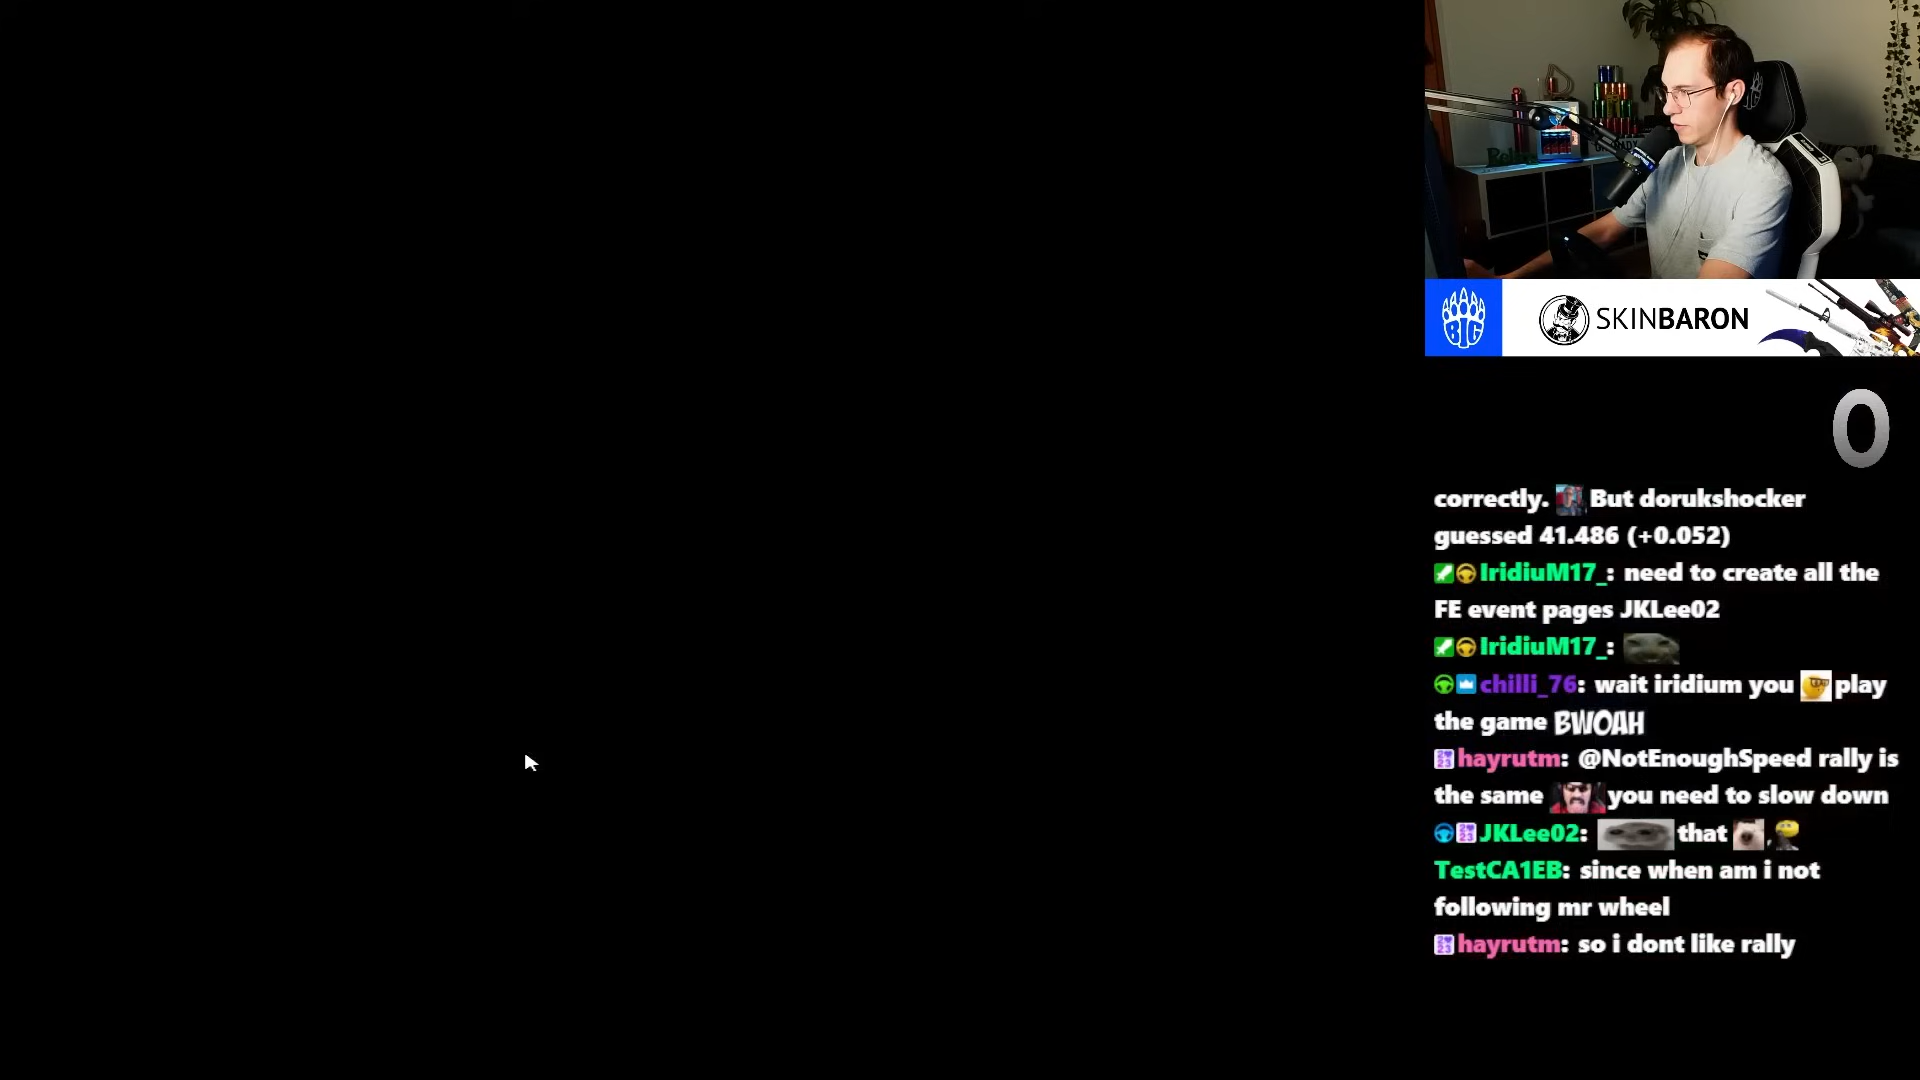 BIG
SKINBARON
0
correctly. But dorukshocker
guessed 41.486 (+0.052)
IridiuM17_: need to create all the
FE event pages JKLee02
IridiuM17_:
chilli_76: wait iridium you play
the game BWOAH
hayrutm: @NotEnoughSpeed rally is
the same you need to slow down
JKLee02: that
TestCA1EB: since when am i not
following mr wheel
hayrutm: so i dont like rally